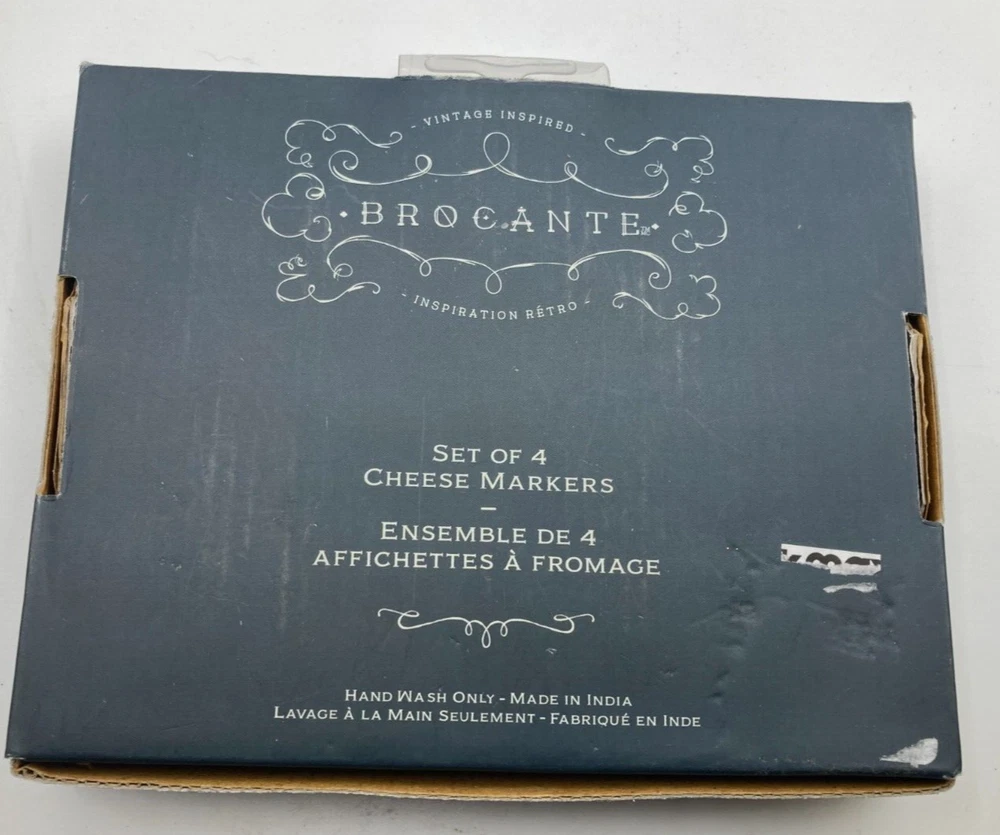 - VINTAGE INSPIRED -
·BROCANTE™·
- INSPIRATION RÉTRO -
SET OF 4
CHEESE MARKERS
–
ENSEMBLE DE 4
AFFICHETTES À FROMAGE
HAND WASH ONLY - MADE IN INDIA
LAVAGE À LA MAIN SEULEMENT - FABRIQUÉ EN INDE